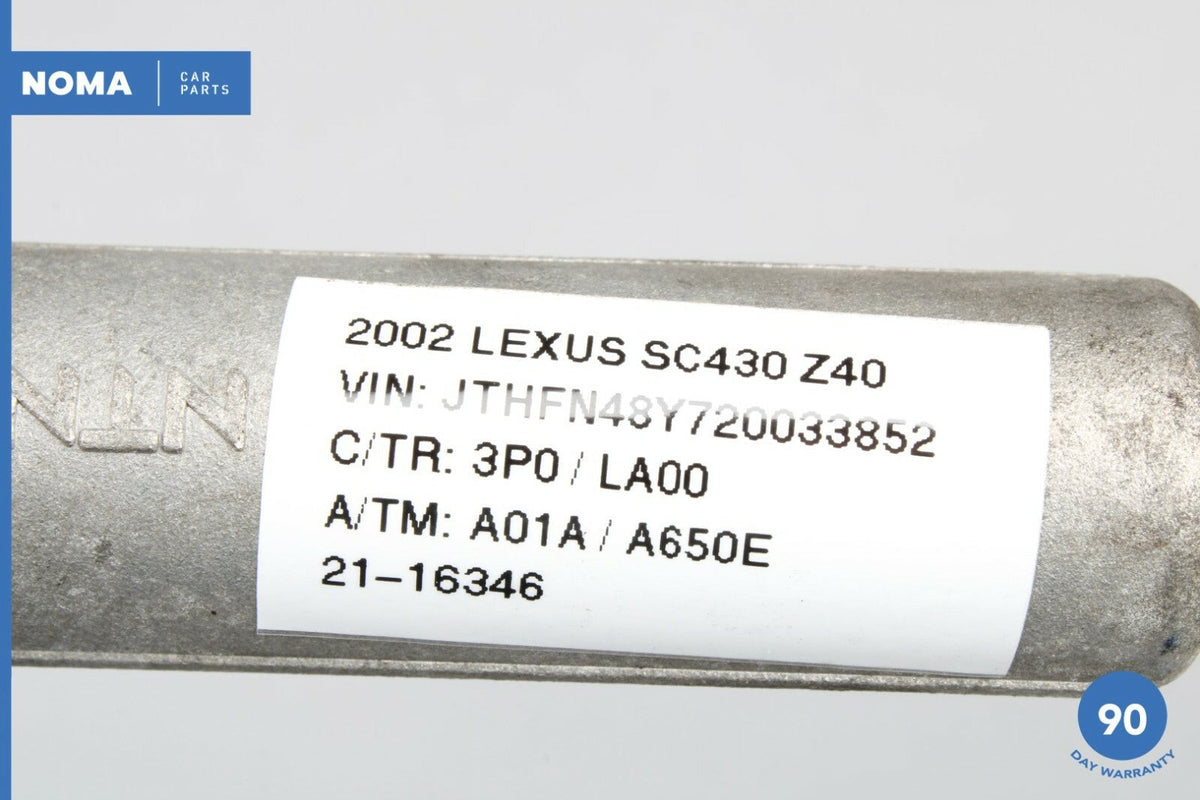 NOMA
CAR
PARTS
NTN
2002 LEXUS SC430 Z40
VIN: JTHFN48Y720033852
C/TR: 3P0 / LA00
A/TM: A01A / A650E
21-16346
90
DAY WARRANTY